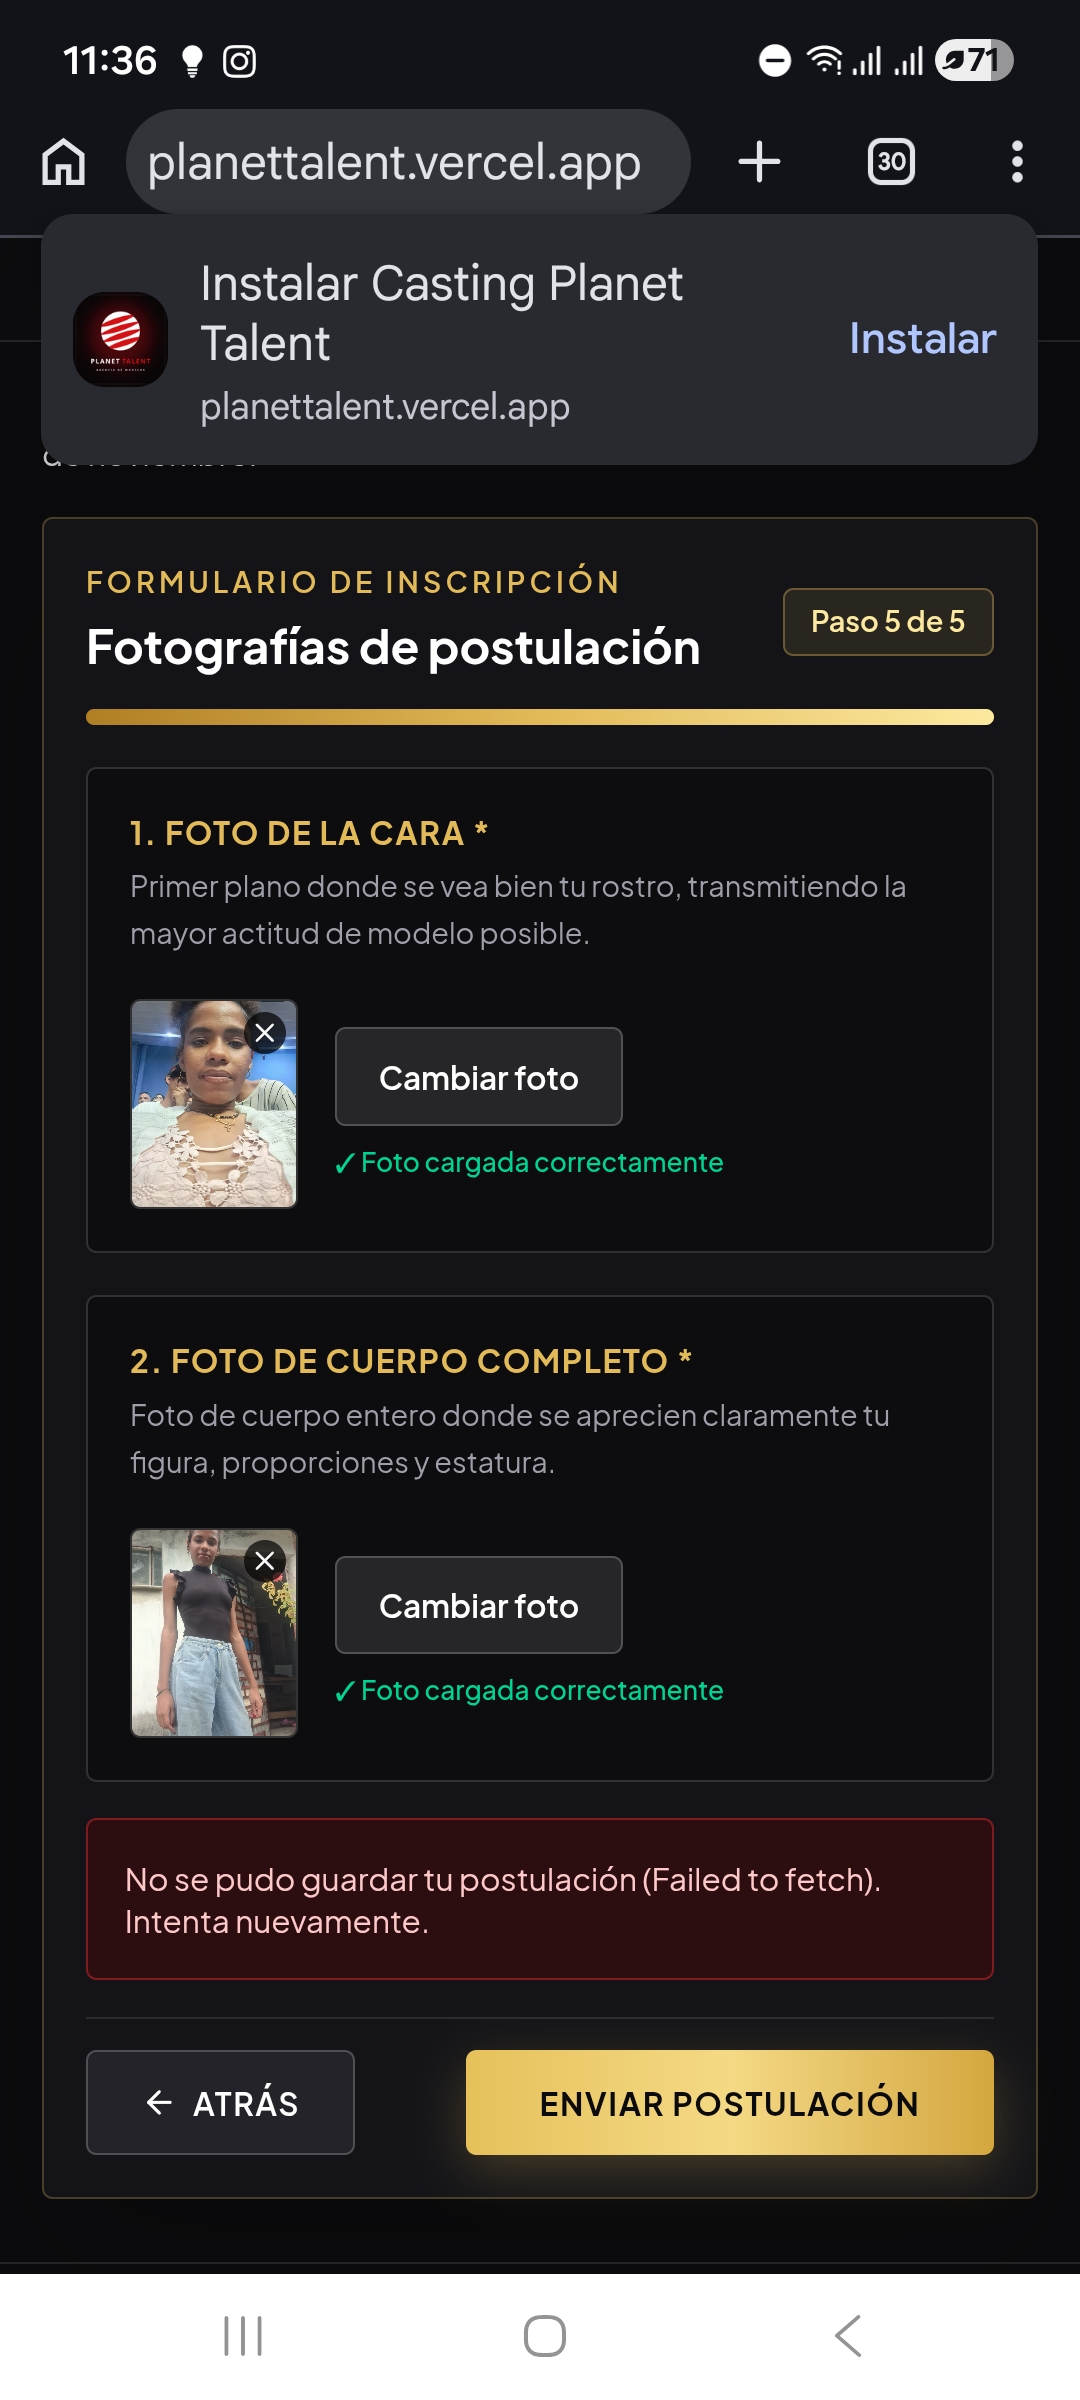 11:36
71
planettalent.vercel.app
30
Instalar Casting Planet
Talent
Instalar
planettalent.vercel.app
PLANET TALENT
FORMULARIO DE INSCRIPCIÓN
Paso 5 de 5
Fotografías de postulación
1. FOTO DE LA CARA *
Primer plano donde se vea bien tu rostro, transmitiendo la
mayor actitud de modelo posible.
Cambiar foto
✓ Foto cargada correctamente
2. FOTO DE CUERPO COMPLETO *
Foto de cuerpo entero donde se aprecien claramente tu
figura, proporciones y estatura.
Cambiar foto
✓ Foto cargada correctamente
No se pudo guardar tu postulación (Failed to fetch).
Intenta nuevamente.
← ATRÁS
ENVIAR POSTULACIÓN